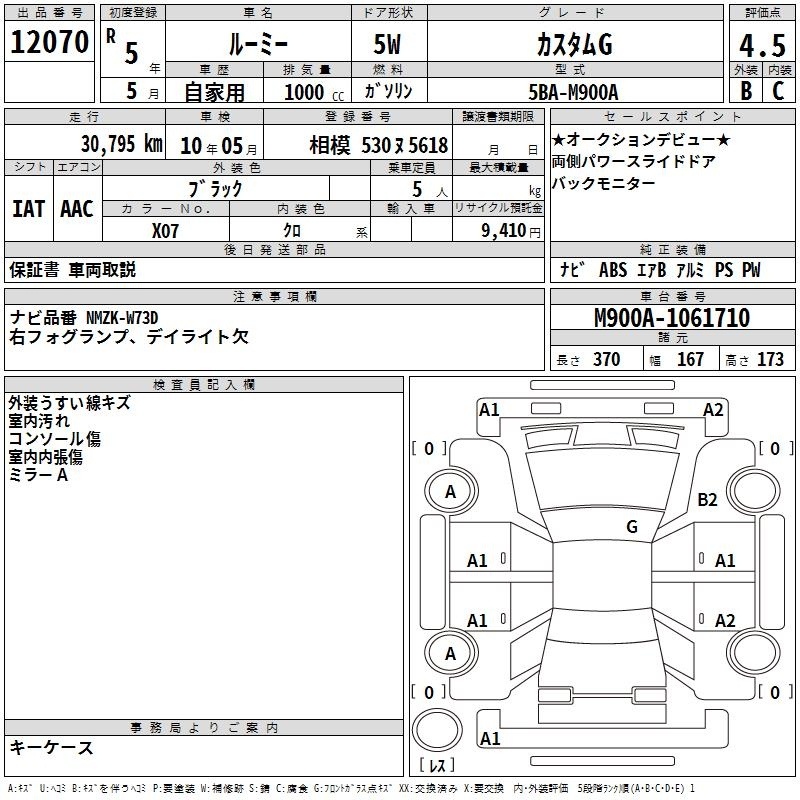 出品番号 初度登録 車名 ドア形状 グレード 評価点
12070 R 5 年 ﾙｰﾐｰ 5W ｶｽﾀﾑG 4.5
車歴 排気量 燃料 型式 外装 内装
5 月 自家用 1000 CC ｶﾞｿﾘﾝ 5BA-M900A B C
走行 車検 登録番号 譲渡書類期限 セールスポイント
30,795 km 10 年 05 月 相模 530 ヌ 5618 月 日
★オークションデビュー★
両側パワースライドドア
バックモニター
シフト エアコン 外装色 乗車定員 最大積載量
IAT AAC ﾌﾞﾗｯｸ 5 人 kg
カラーNo. 内装色 輸入車 リサイクル預託金
X07 ｸﾛ 系 9,410 円
後日発送部品 純正装備
保証書 車両取説 ﾅﾋﾞ ABS ｴｱB ｱﾙﾐ PS PW
注意事項欄 車台番号
ナビ品番 NMZK-W73D
右フォグランプ、デイライト欠
M900A-1061710
諸元
長さ 370 幅 167 高さ 173
検査員記入欄
外装うすい線キズ
室内汚れ
コンソール傷
室内内張傷
ミラーA
事務局よりご案内
キーケース
A1 A2
[ 0 ] [ 0 ]
A B2
G
A1 A1
A1 A2
A
[ 0 ] [ 0 ]
A1
[ ﾚｽ ]
A:ｷｽﾞ U:ﾍｺﾐ B:ｷｽﾞを伴うﾍｺﾐ P:要塗装 W:補修跡 S:錆 C:腐食 G:ﾌﾛﾝﾄｶﾞﾗｽ点ｷｽﾞ XX:交換済み X:要交換 内・外装評価 5段階ﾗﾝｸ順(A・B・C・D・E) 1